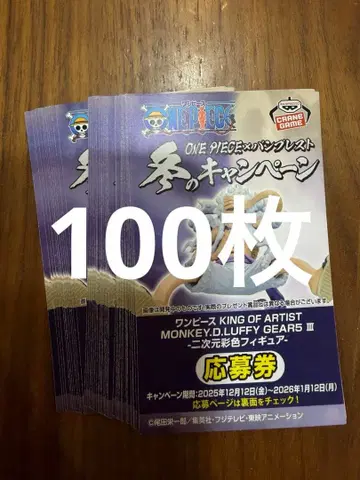 ONE PIECE
CRANE GAME
ONE PIECE×バンプレスト
冬のキャンペーン
100枚
ワンピース KING OF ARTIST
MONKEY.D.LUFFY GEAR5 Ⅲ
-二次元彩色フィギュア-
応募券
キャンペーン期間:2025年12月12日(金)~2026年1月12日(月)
応募ページは裏面をチェック!
©尾田栄一郎/集英社・フジテレビ・東映アニメーション